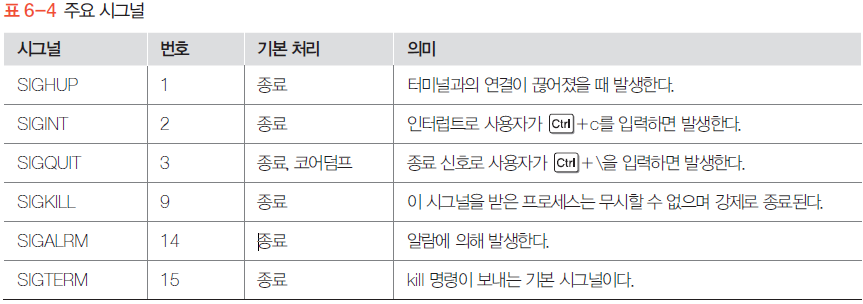 표 6-4 주요 시그널
시그널 번호 기본 처리 의미
SIGHUP 1 종료 터미널과의 연결이 끊어졌을 때 발생한다.
SIGINT 2 종료 인터럽트로 사용자가 Ctrl+c를 입력하면 발생한다.
SIGQUIT 3 종료, 코어덤프 종료 신호로 사용자가 Ctrl+\을 입력하면 발생한다.
SIGKILL 9 종료 이 시그널을 받은 프로세스는 무시할 수 없으며 강제로 종료된다.
SIGALRM 14 종료 알람에 의해 발생한다.
SIGTERM 15 종료 kill 명령이 보내는 기본 시그널이다.